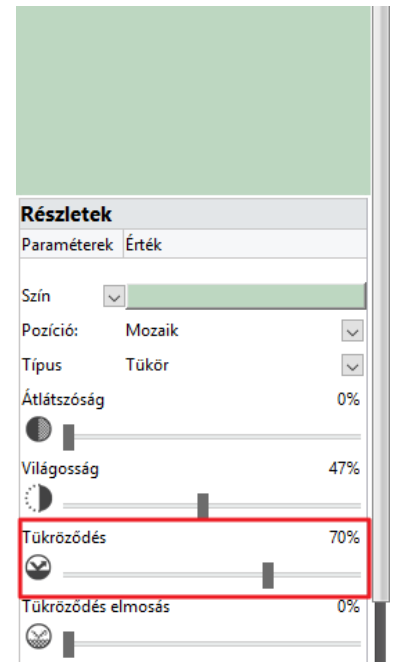 Részletek
Paraméterek Érték
Szín
Pozíció: Mozaik
Típus Tükör
Átlátszóság 0%
Világosság 47%
Tükröződés 70%
Tükröződés elmosás 0%